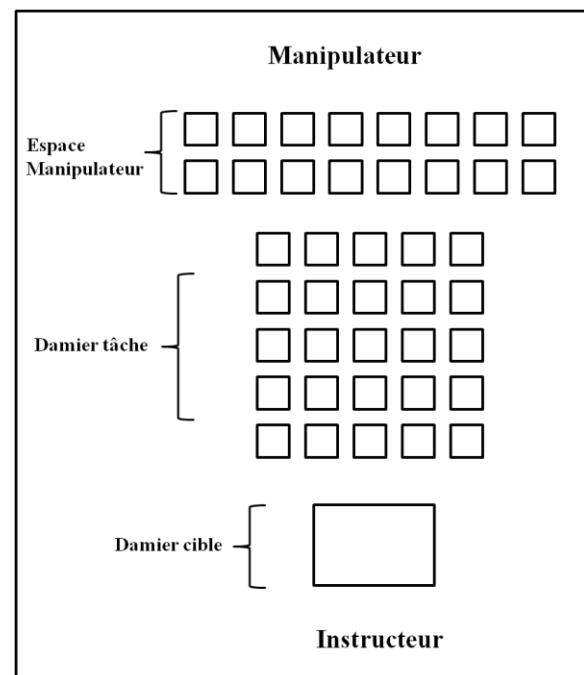 Manipulateur
Espace
Manipulateur
Damier tâche
Damier cible
Instructeur